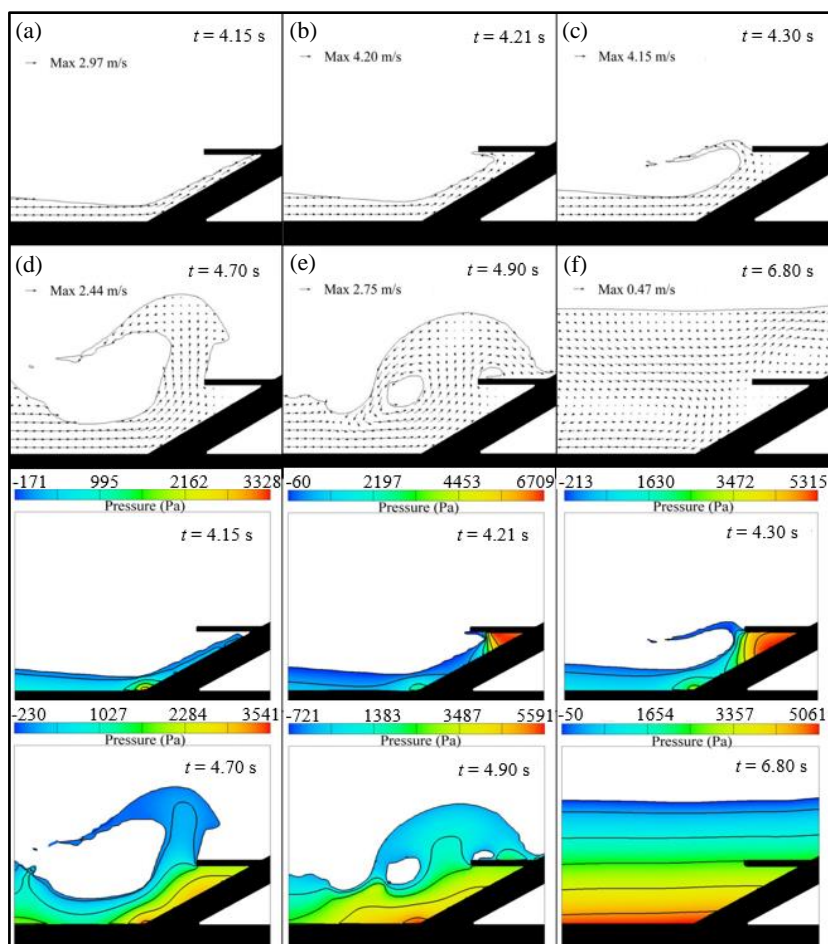 (a) t = 4.15 s
Max 2.97 m/s
(b) t = 4.21 s
Max 4.20 m/s
(c) t = 4.30 s
Max 4.15 m/s
(d) t = 4.70 s
Max 2.44 m/s
(e) t = 4.90 s
Max 2.75 m/s
(f) t = 6.80 s
Max 0.47 m/s
-171 995 2162 3328
Pressure (Pa)
t = 4.15 s
-60 2197 4453 6709
Pressure (Pa)
t = 4.21 s
-213 1630 3472 5315
Pressure (Pa)
t = 4.30 s
-230 1027 2284 3541
Pressure (Pa)
t = 4.70 s
-721 1383 3487 5591
Pressure (Pa)
t = 4.90 s
-50 1654 3357 5061
Pressure (Pa)
t = 6.80 s